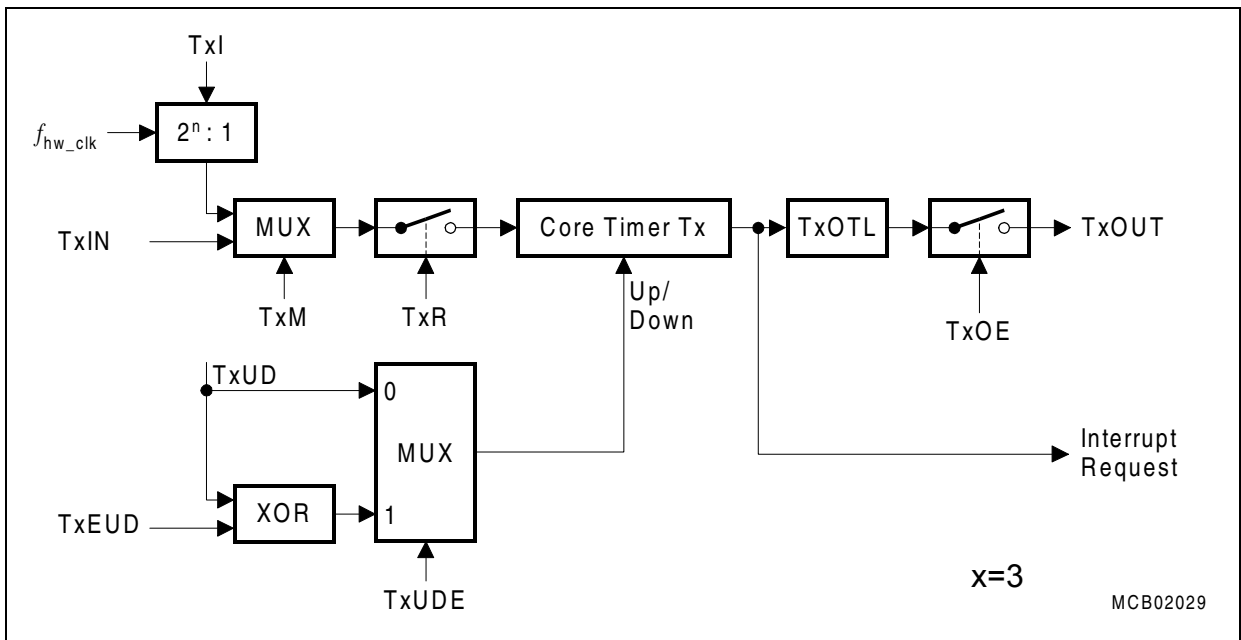 TxI
f hw_clk
2ⁿ : 1
TxIN
MUX
Core Timer Tx
TxOTL
TxOUT
TxM
TxR
Up/
Down
TxOE
TxUD
0
MUX
Interrupt
Request
TxEUD
XOR
1
TxUDE
x=3
MCB02029